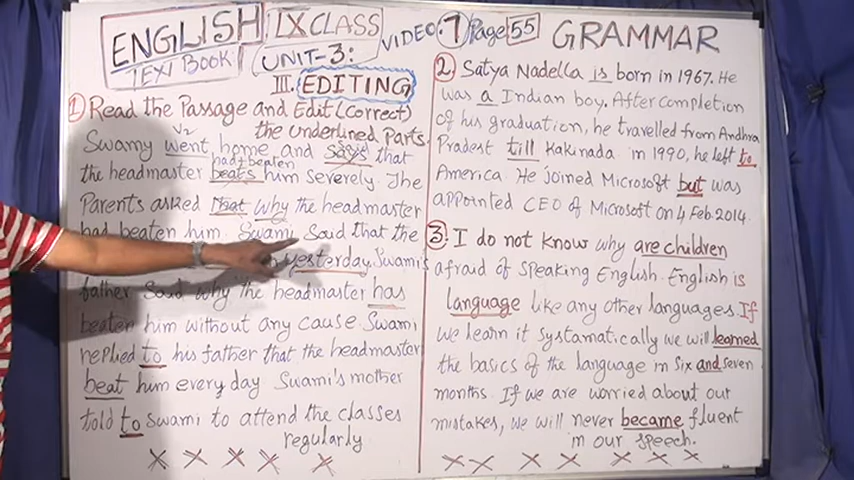 ENGLISH IX CLASS VIDEO: 7 Page 55 GRAMMAR
TEXT BOOK UNIT-3:
III. EDITING
1 Read the Passage and Edit (Correct)
the underlined Parts.
V2
Swamy went home and says that
had+beaten
the headmaster beats him severely. The
Parents asked that why the headmaster
had beaten him. Swami said that the
yesterday. Swami's
father said why the headmaster has
beaten him without any cause. Swami
replied to his father that the headmaster
beat him every day Swami's mother
told to Swami to attend the classes
regularly
X X X X X
2. Satya Nadella is born in 1967. He
was a Indian boy. After completion
of his graduation, he travelled from Andhra
Pradesh till Kakinada in 1990, he left to
America. He joined Microsoft but was
appointed CEO of Microsoft on 4 Feb. 2014.
3. I do not know why are children
afraid of speaking English. English is
language like any other languages If
we learn it systamatically we will learned
the basics of the language in six and seven
months. If we are worried about our
mistakes, we will never became fluent
in our speech.
X X X X X X X